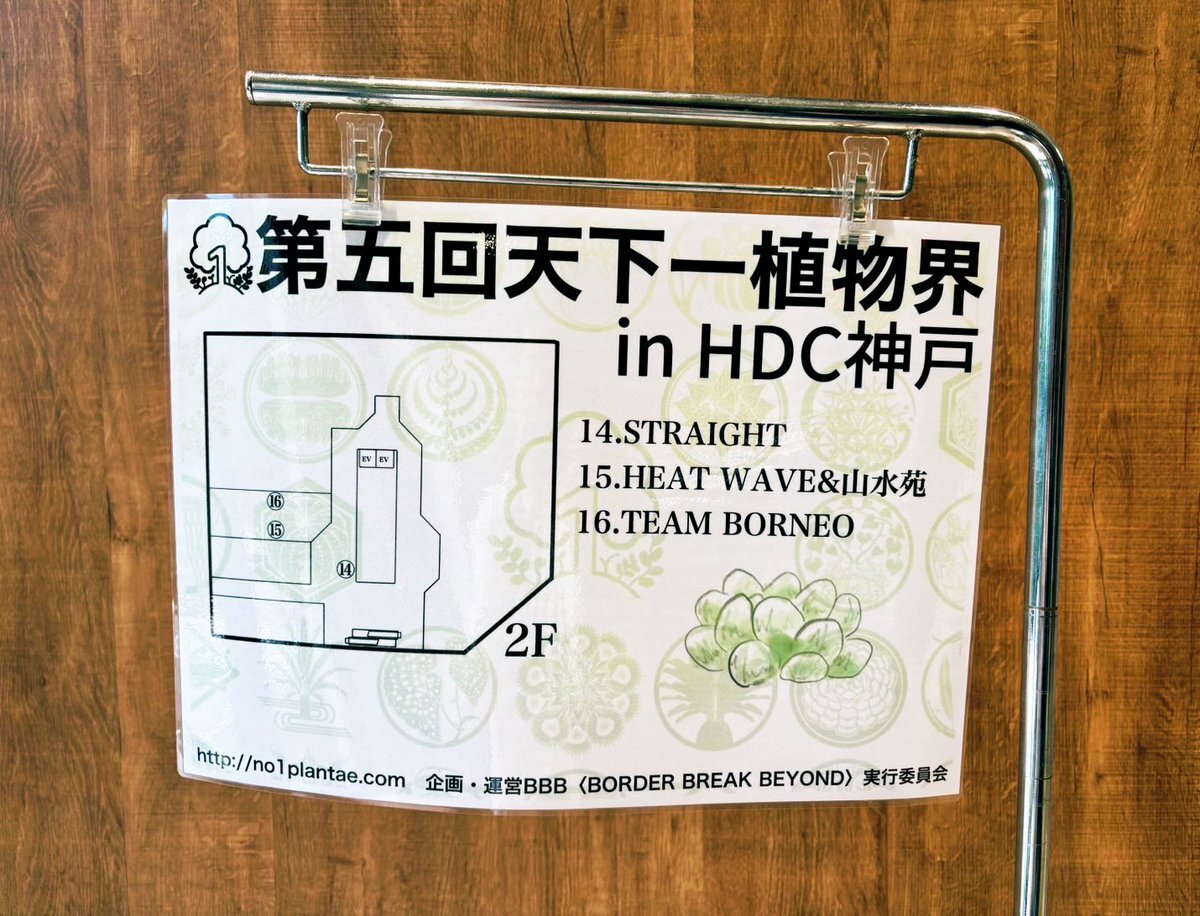 1
第五回天下一植物界
in HDC神戸
14.STRAIGHT
15.HEAT WAVE&山水苑
16.TEAM BORNEO
EV EV
⑯
⑮
⑭
2F
http://no1plantae.com 企画・運営BBB〈BORDER BREAK BEYOND〉実行委員会